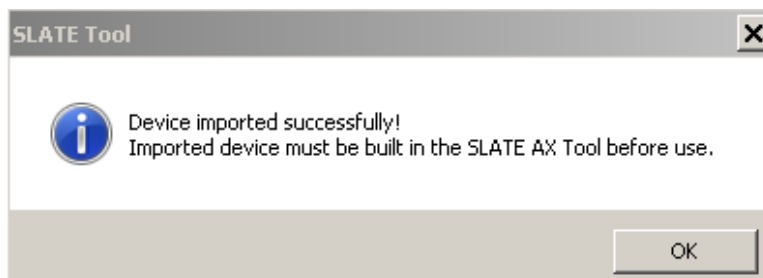 SLATE Tool
Device imported successfully!
Imported device must be built in the SLATE AX Tool before use.
OK